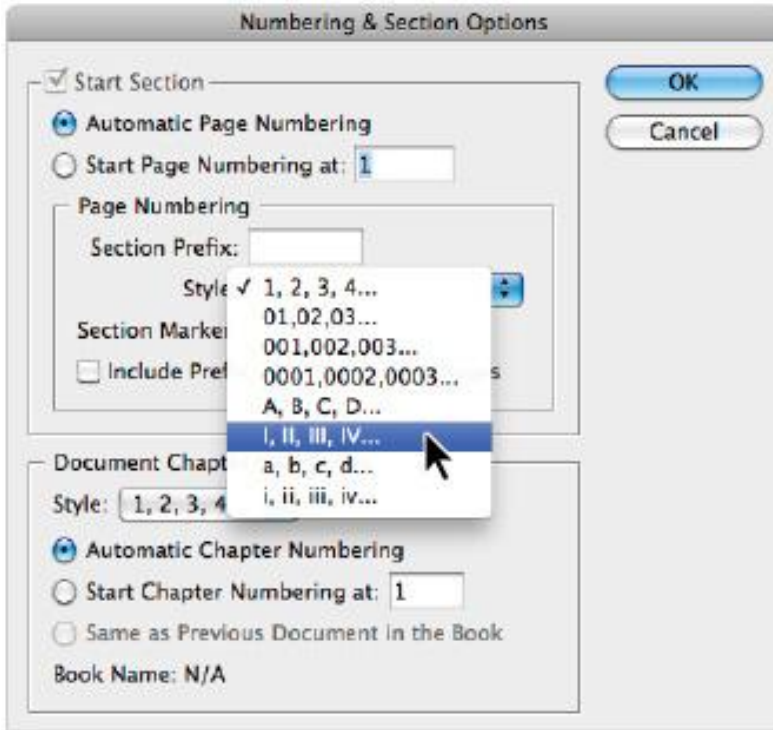 Numbering & Section Options
Start Section
OK
Automatic Page Numbering
Cancel
Start Page Numbering at: 1
Page Numbering
Section Prefix:
Style ✓ 1, 2, 3, 4...
01,02,03...
Section Marke
001,002,003...
Include Pref
0001,0002,0003... s
A, B, C, D...
I, II, III, IV...
Document Chapt
a, b, c, d...
Style: 1, 2, 3, 4
i, ii, iii, iv...
Automatic Chapter Numbering
Start Chapter Numbering at: 1
Same as Previous Document in the Book
Book Name: N/A